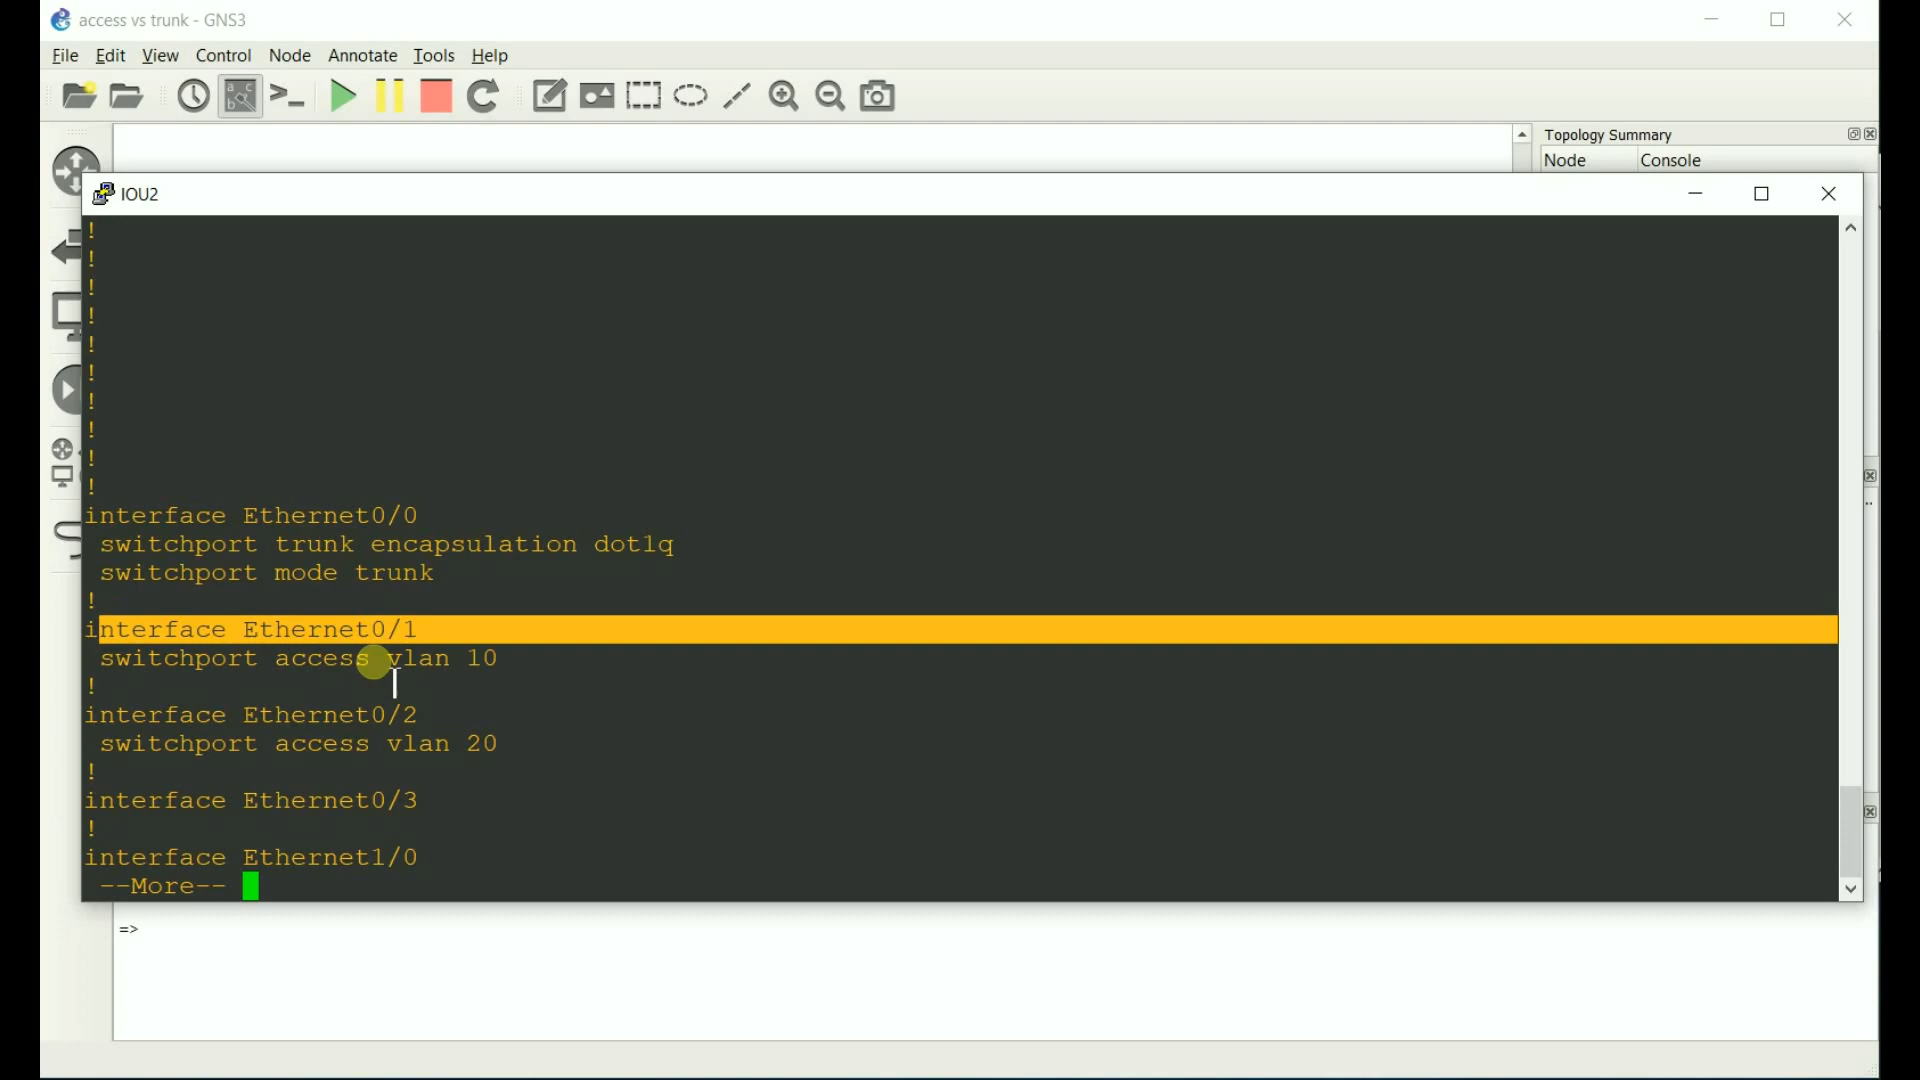 access vs trunk - GNS3
File Edit View Control Node Annotate Tools Help
Topology Summary
Node Console
IOU2
!
!
!
!
!
!
!
!
!
!
interface Ethernet0/0
switchport trunk encapsulation dot1q
switchport mode trunk
!
interface Ethernet0/1
switchport access vlan 10
!
interface Ethernet0/2
switchport access vlan 20
!
interface Ethernet0/3
!
interface Ethernet1/0
--More--
=>